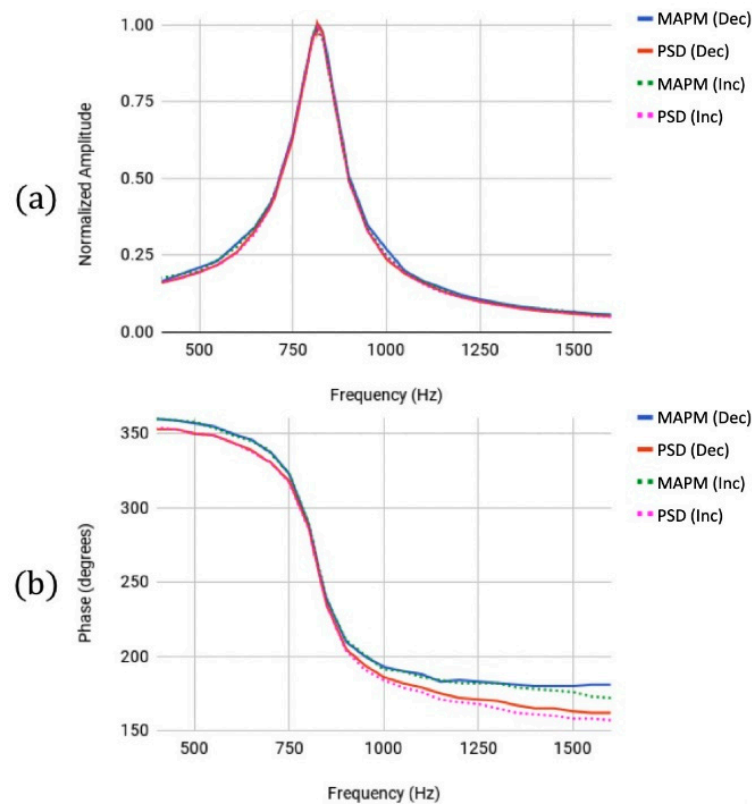 MAPM (Dec)
PSD (Dec)
MAPM (Inc)
PSD (Inc)
(a)
Normalized Amplitude
1.00
0.75
0.50
0.25
0.00
500 750 1000 1250 1500
Frequency (Hz)
MAPM (Dec)
PSD (Dec)
MAPM (Inc)
PSD (Inc)
(b)
Phase (degrees)
350
300
250
200
150
500 750 1000 1250 1500
Frequency (Hz)